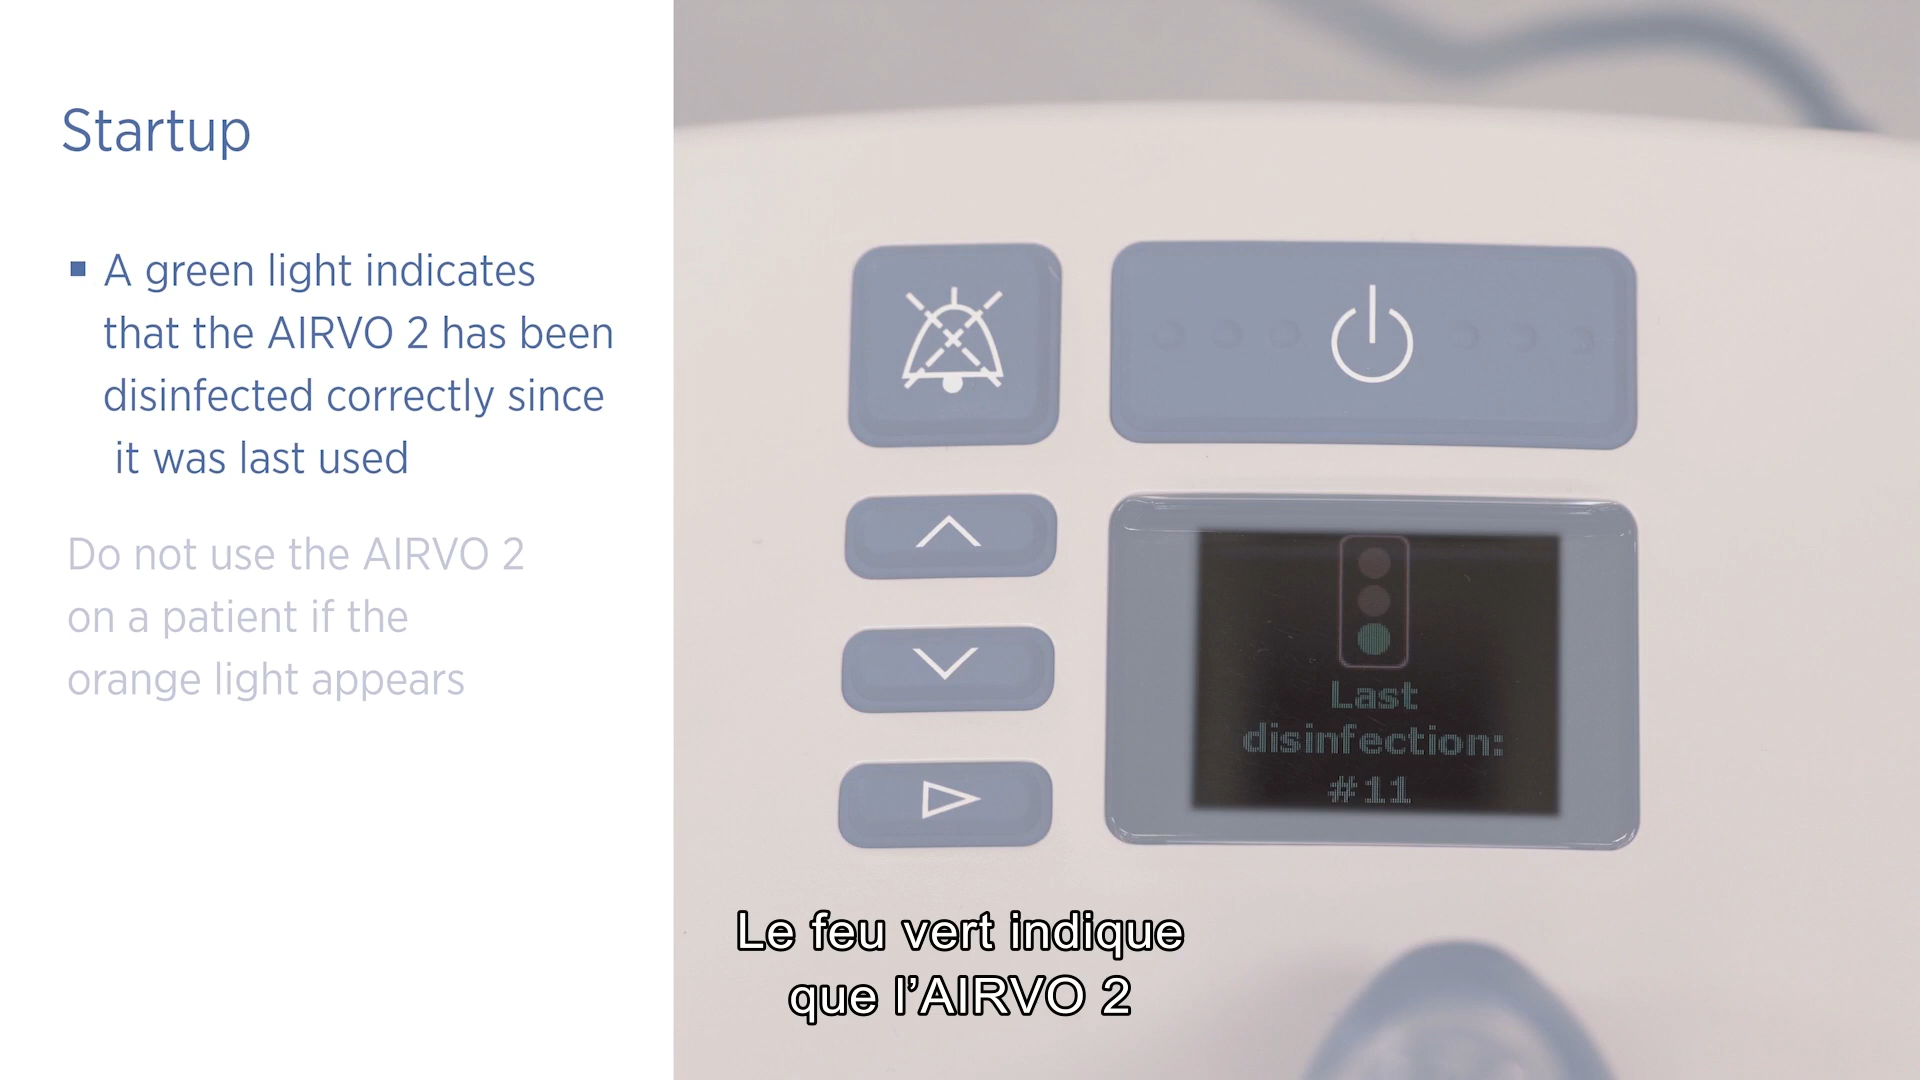 Startup
▪ A green light indicates
that the AIRVO 2 has been
disinfected correctly since
it was last used
Do not use the AIRVO 2
on a patient if the
orange light appears
Last
disinfection:
#11
Le feu vert indique
que l’AIRVO 2